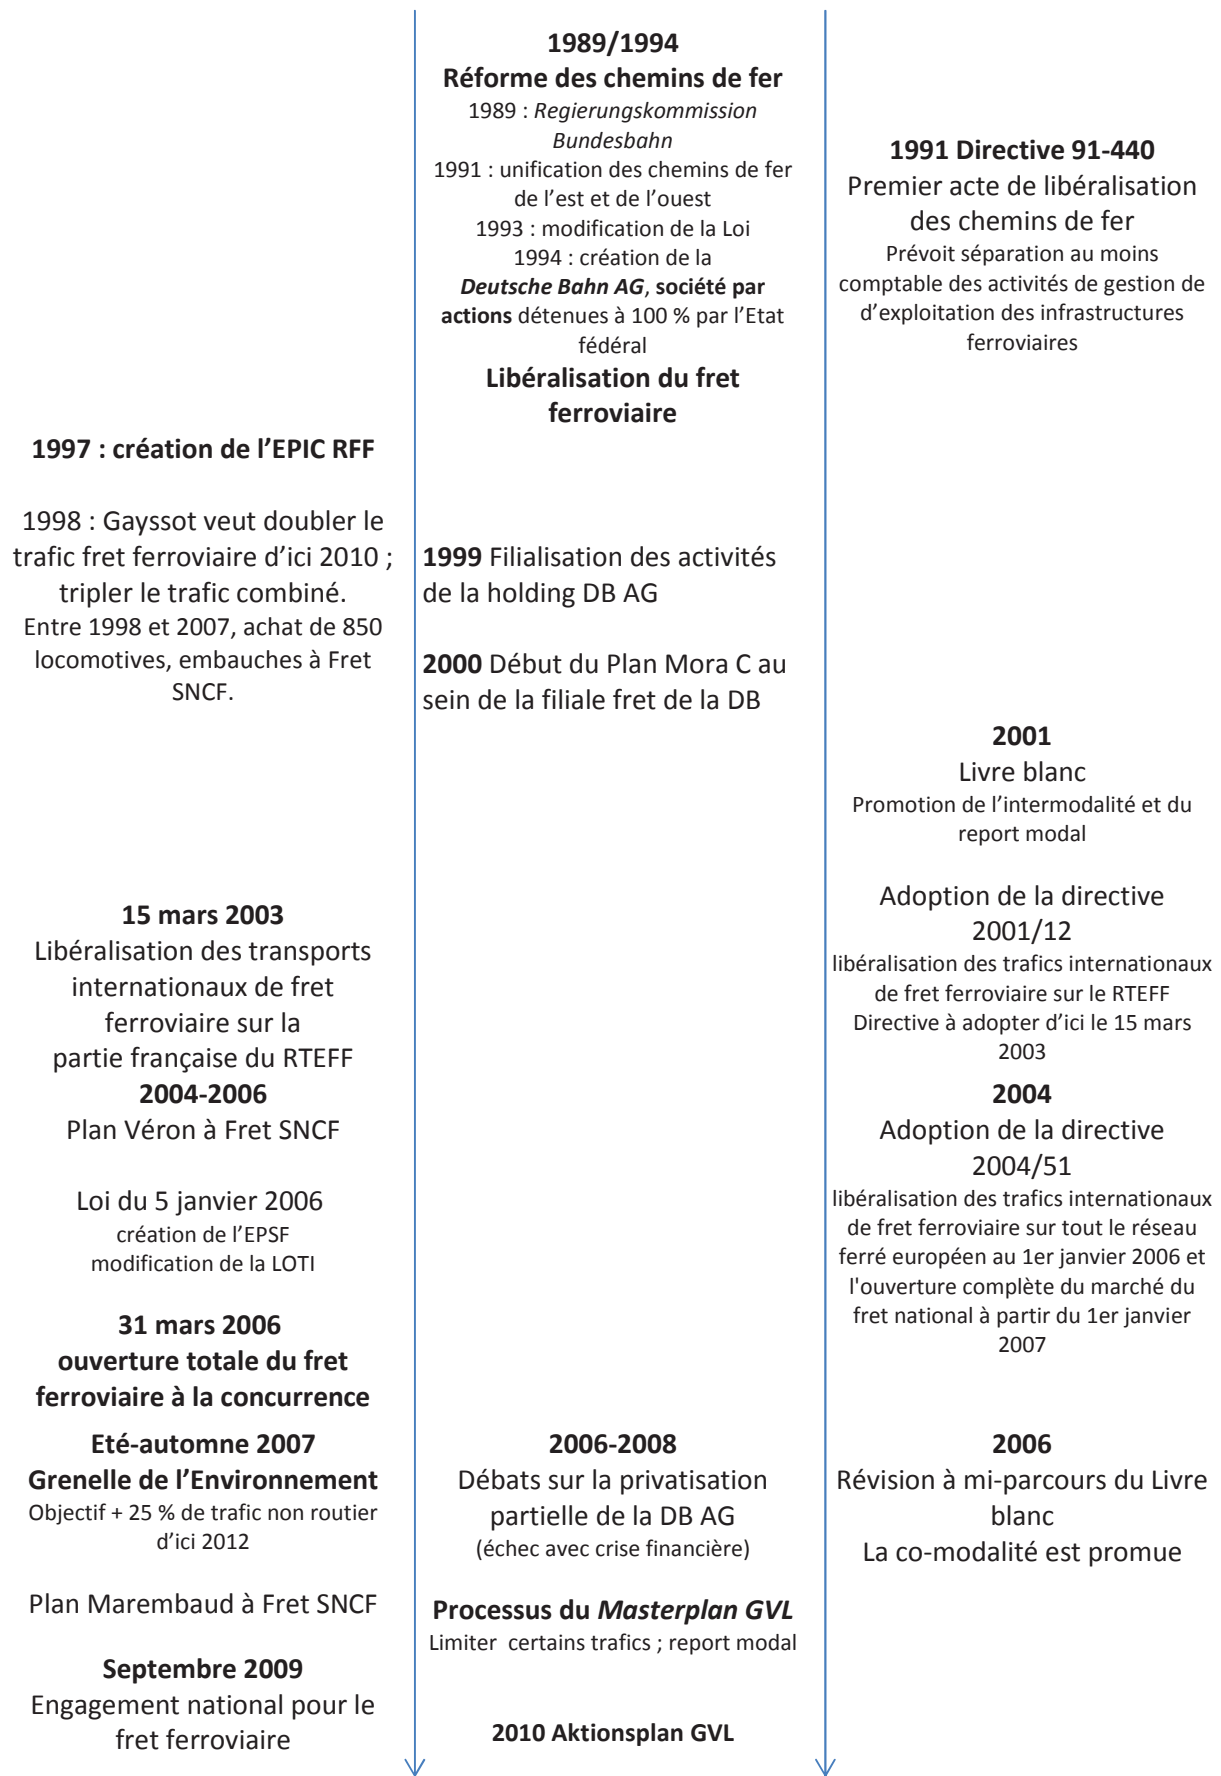 1997 : création de l’EPIC RFF
1998 : Gayssot veut doubler le
trafic fret ferroviaire d’ici 2010 ;
tripler le trafic combiné.
Entre 1998 et 2007, achat de 850
locomotives, embauches à Fret
SNCF.
15 mars 2003
Libéralisation des transports
internationaux de fret
ferroviaire sur la
partie française du RTEFF
2004-2006
Plan Véron à Fret SNCF
Loi du 5 janvier 2006
création de l’EPSF
modification de la LOTI
31 mars 2006
ouverture totale du fret
ferroviaire à la concurrence
Eté-automne 2007
Grenelle de l’Environnement
Objectif + 25 % de trafic non routier
d’ici 2012
Plan Marembaud à Fret SNCF
Septembre 2009
Engagement national pour le
fret ferroviaire
1989/1994
Réforme des chemins de fer
1989 : Regierungskommission
Bundesbahn
1991 : unification des chemins de fer
de l’est et de l’ouest
1993 : modification de la Loi
1994 : création de la
Deutsche Bahn AG, société par
actions détenues à 100 % par l’Etat
fédéral
Libéralisation du fret
ferroviaire
1999 Filialisation des activités
de la holding DB AG
2000 Début du Plan Mora C au
sein de la filiale fret de la DB
2006-2008
Débats sur la privatisation
partielle de la DB AG
(échec avec crise financière)
Processus du Masterplan GVL
Limiter certains trafics ; report modal
2010 Aktionsplan GVL
1991 Directive 91-440
Premier acte de libéralisation
des chemins de fer
Prévoit séparation au moins
comptable des activités de gestion de
d’exploitation des infrastructures
ferroviaires
2001
Livre blanc
Promotion de l’intermodalité et du
report modal
Adoption de la directive
2001/12
libéralisation des trafics internationaux
de fret ferroviaire sur le RTEFF
Directive à adopter d’ici le 15 mars
2003
2004
Adoption de la directive
2004/51
libéralisation des trafics internationaux
de fret ferroviaire sur tout le réseau
ferré européen au 1er janvier 2006 et
l'ouverture complète du marché du
fret national à partir du 1er janvier
2007
2006
Révision à mi-parcours du Livre
blanc
La co-modalité est promue